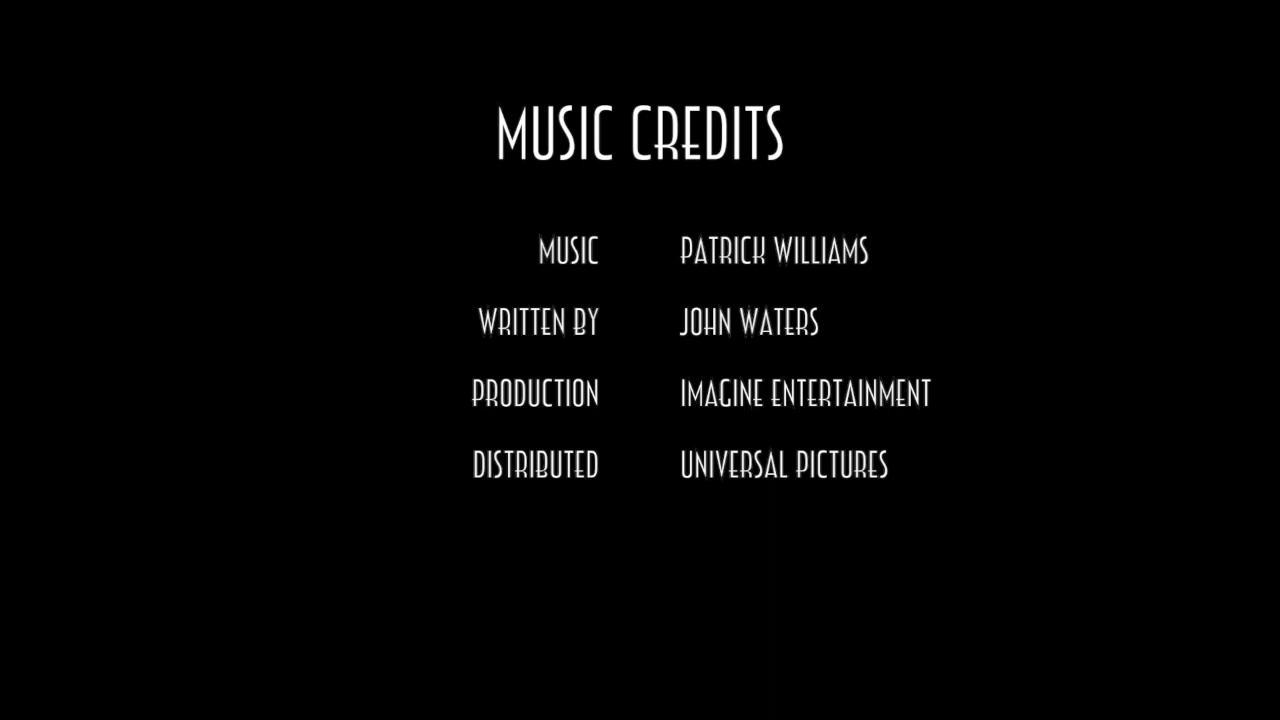 MUSIC CREDITS
MUSIC PATRICK WILLIAMS
WRITTEN BY JOHN WATERS
PRODUCTION IMAGINE ENTERTAINMENT
DISTRIBUTED UNIVERSAL PICTURES